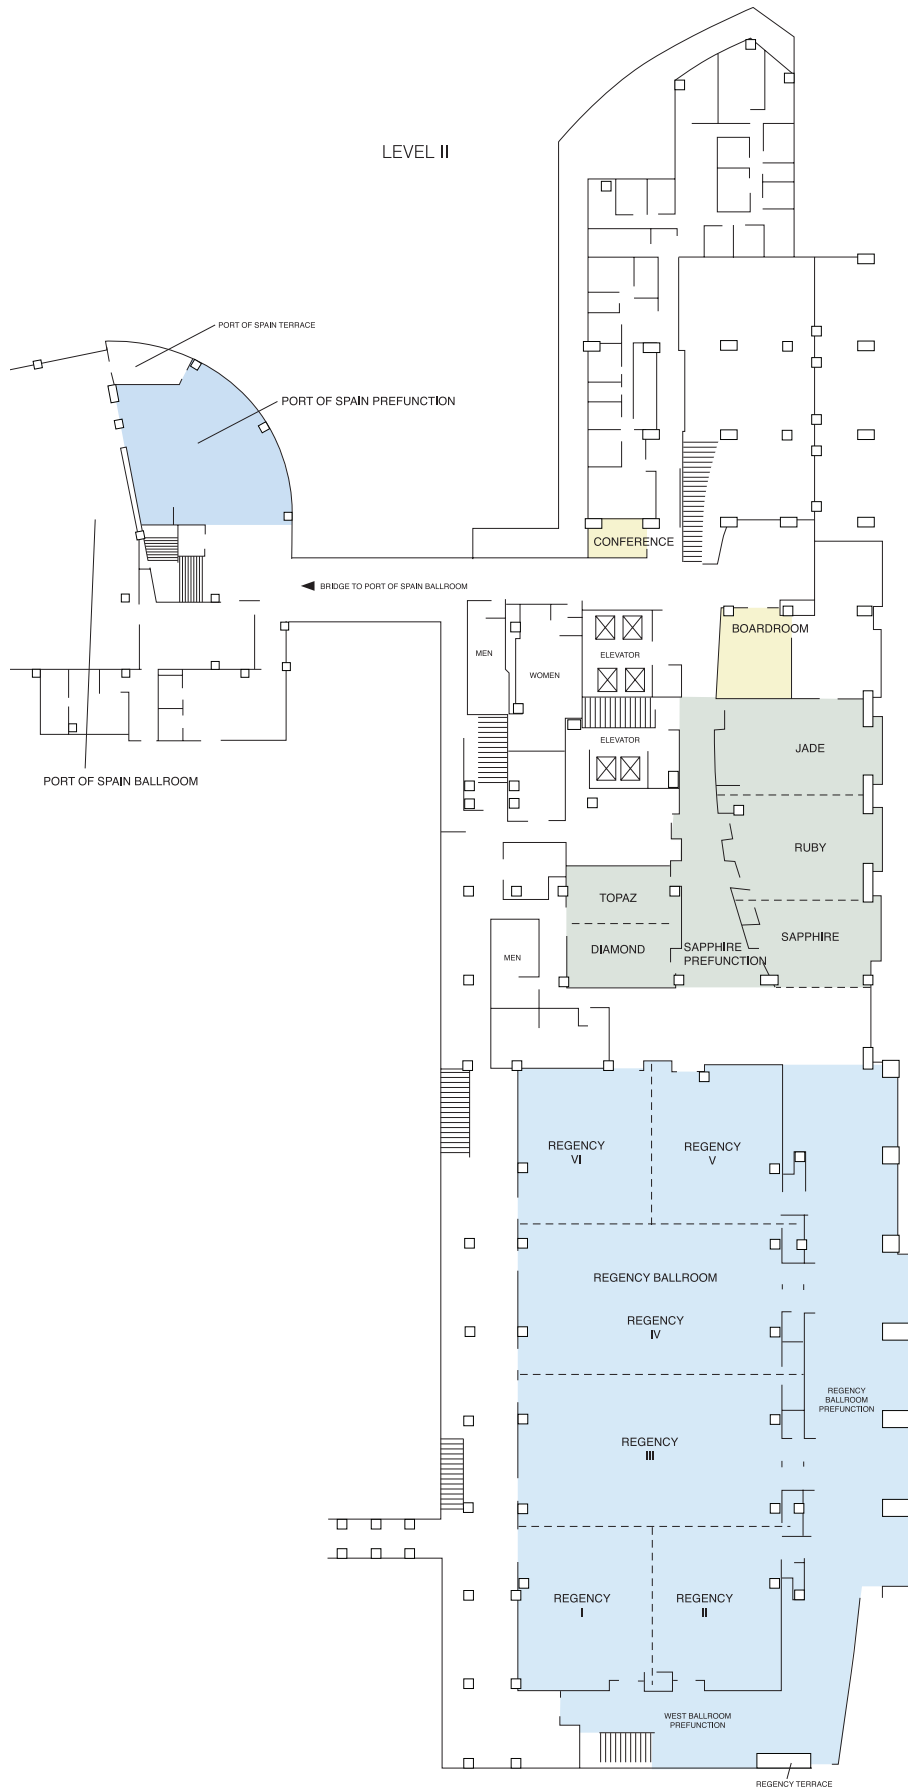 LEVEL II
PORT OF SPAIN TERRACE
PORT OF SPAIN PREFUNCTION
CONFERENCE
BRIDGE TO PORT OF SPAIN BALLROOM
BOARDROOM
MEN
ELEVATOR
WOMEN
ELEVATOR
JADE
PORT OF SPAIN BALLROOM
RUBY
TOPAZ
SAPPHIRE
DIAMOND
SAPPHIRE
PREFUNCTION
MEN
REGENCY
VI
REGENCY
V
REGENCY BALLROOM
REGENCY
IV
REGENCY
BALLROOM
PREFUNCTION
REGENCY
III
REGENCY
I
REGENCY
II
WEST BALLROOM
PREFUNCTION
REGENCY TERRACE